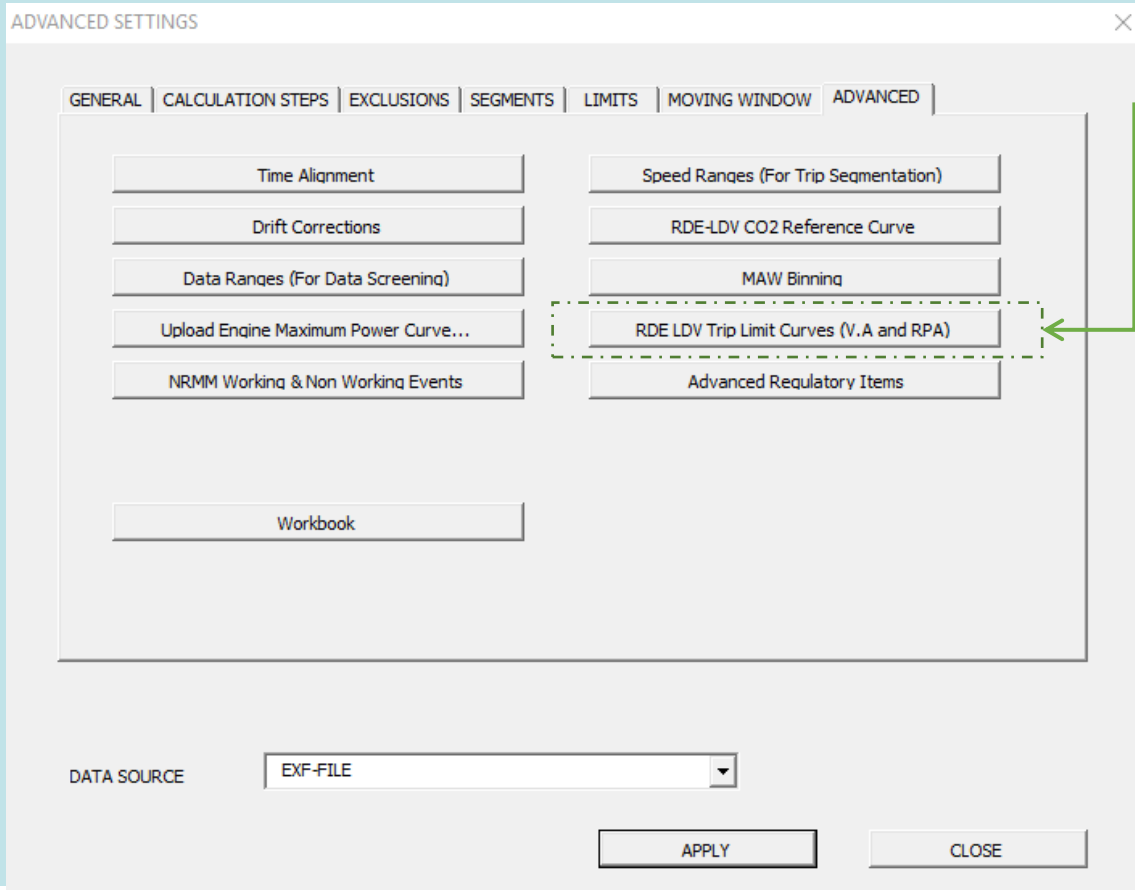 ADVANCED SETTINGS
GENERAL
CALCULATION STEPS
EXCLUSIONS
SEGMENTS
LIMITS
MOVING WINDOW
ADVANCED
Time Alignment
Speed Ranges (For Trip Segmentation)
Drift Corrections
RDE-LDV CO2 Reference Curve
Data Ranges (For Data Screening)
MAW Binning
Upload Engine Maximum Power Curve...
RDE LDV Trip Limit Curves (V.A and RPA)
NRMM Working & Non Working Events
Advanced Regulatory Items
Workbook
DATA SOURCE
EXF-FILE
APPLY
CLOSE